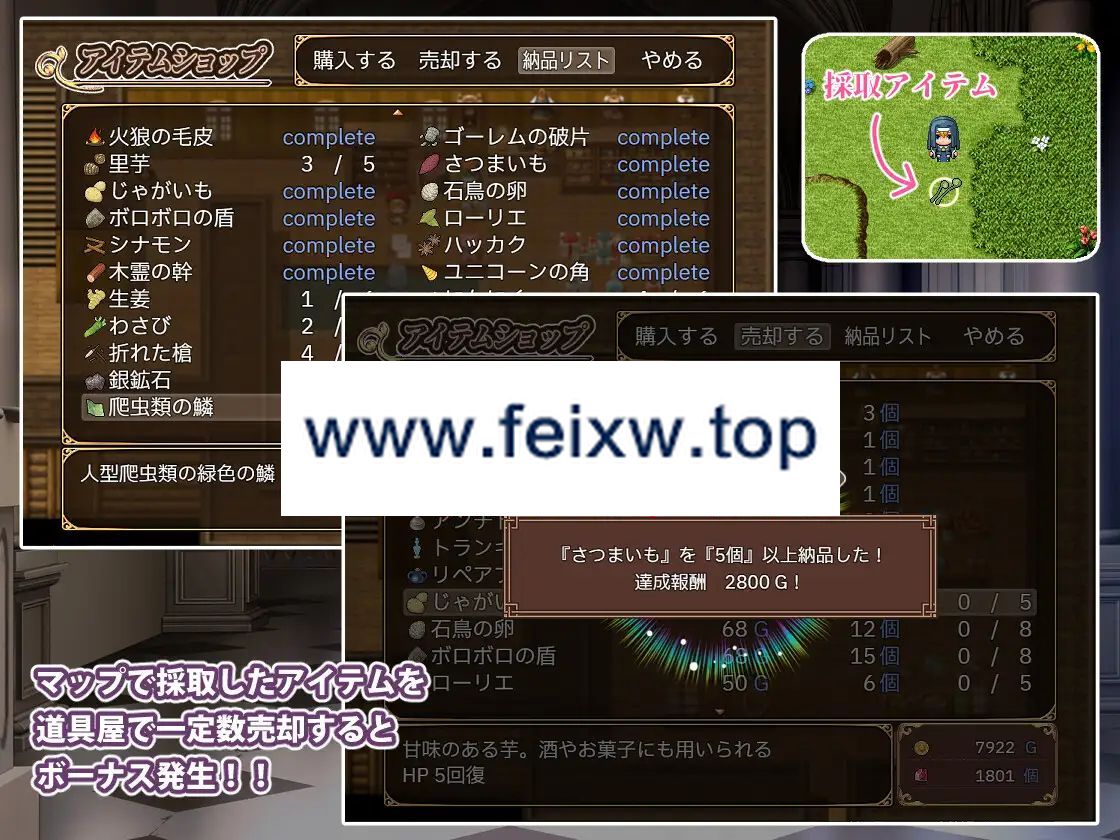 アイテムショップ
購入する 売却する 納品リスト やめる
火狼の毛皮 complete ゴーレムの破片 complete
里芋 3 / 5 さつまいも complete
じゃがいも complete 石鳥の卵 complete
ボロボロの盾 complete ローリエ complete
シナモン complete ハッカク complete
木霊の幹 complete ユニコーンの角 complete
生姜 1 /
わさび 2 /
折れた槍 4 /
銀鉱石
爬虫類の鱗
人型爬虫類の緑色の鱗
採取アイテム
アイテムショップ
購入する 売却する 納品リスト やめる
3個
1個
1個
1個
www.feixw.top
『さつまいも』を『5個』以上納品した！
達成報酬 2800G！
じゃがい 0 / 5
石鳥の卵 68 G 12個 0 / 8
ボロボロの盾 68 G 15個 0 / 8
ローリエ 50 G 6個 0 / 5
甘味のある芋。酒やお菓子にも用いられる
HP 5回復
7922 G
1801 個
マップで採取したアイテムを
道具屋で一定数売却すると
ボーナス発生！！